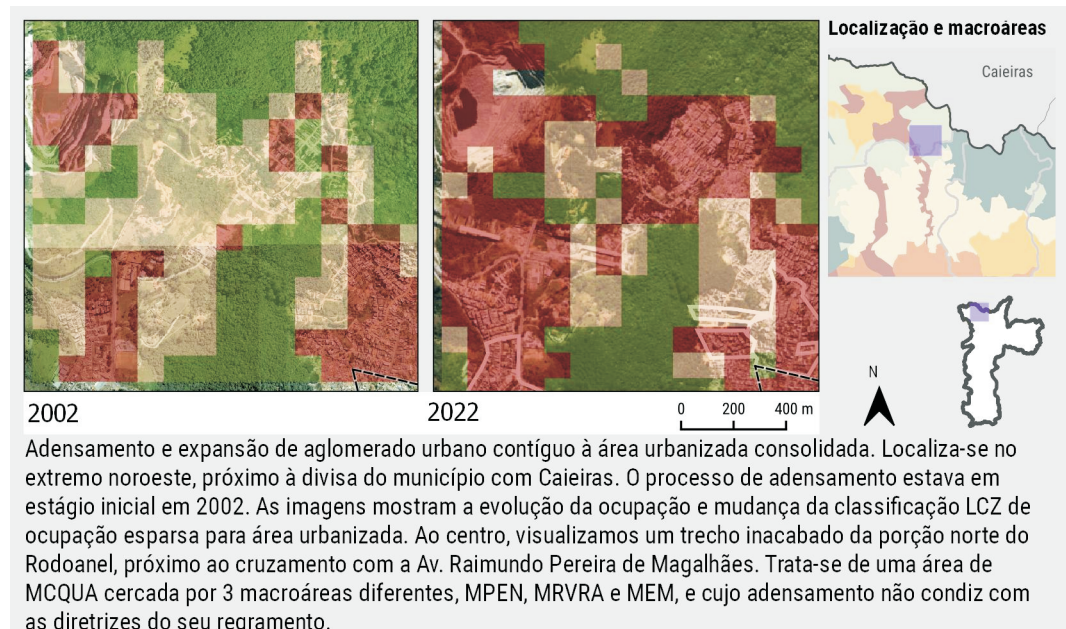 Localização e macroáreas
Caieiras
N
2002
2022
0 200 400 m
Adensamento e expansão de aglomerado urbano contíguo à área urbanizada consolidada. Localiza-se no
extremo noroeste, próximo à divisa do município com Caieiras. O processo de adensamento estava em
estágio inicial em 2002. As imagens mostram a evolução da ocupação e mudança da classificação LCZ de
ocupação esparsa para área urbanizada. Ao centro, visualizamos um trecho inacabado da porção norte do
Rodoanel, próximo ao cruzamento com a Av. Raimundo Pereira de Magalhães. Trata-se de uma área de
MCQUA cercada por 3 macroáreas diferentes, MPEN, MRVRA e MEM, e cujo adensamento não condiz com
as diretrizes do seu regramento.